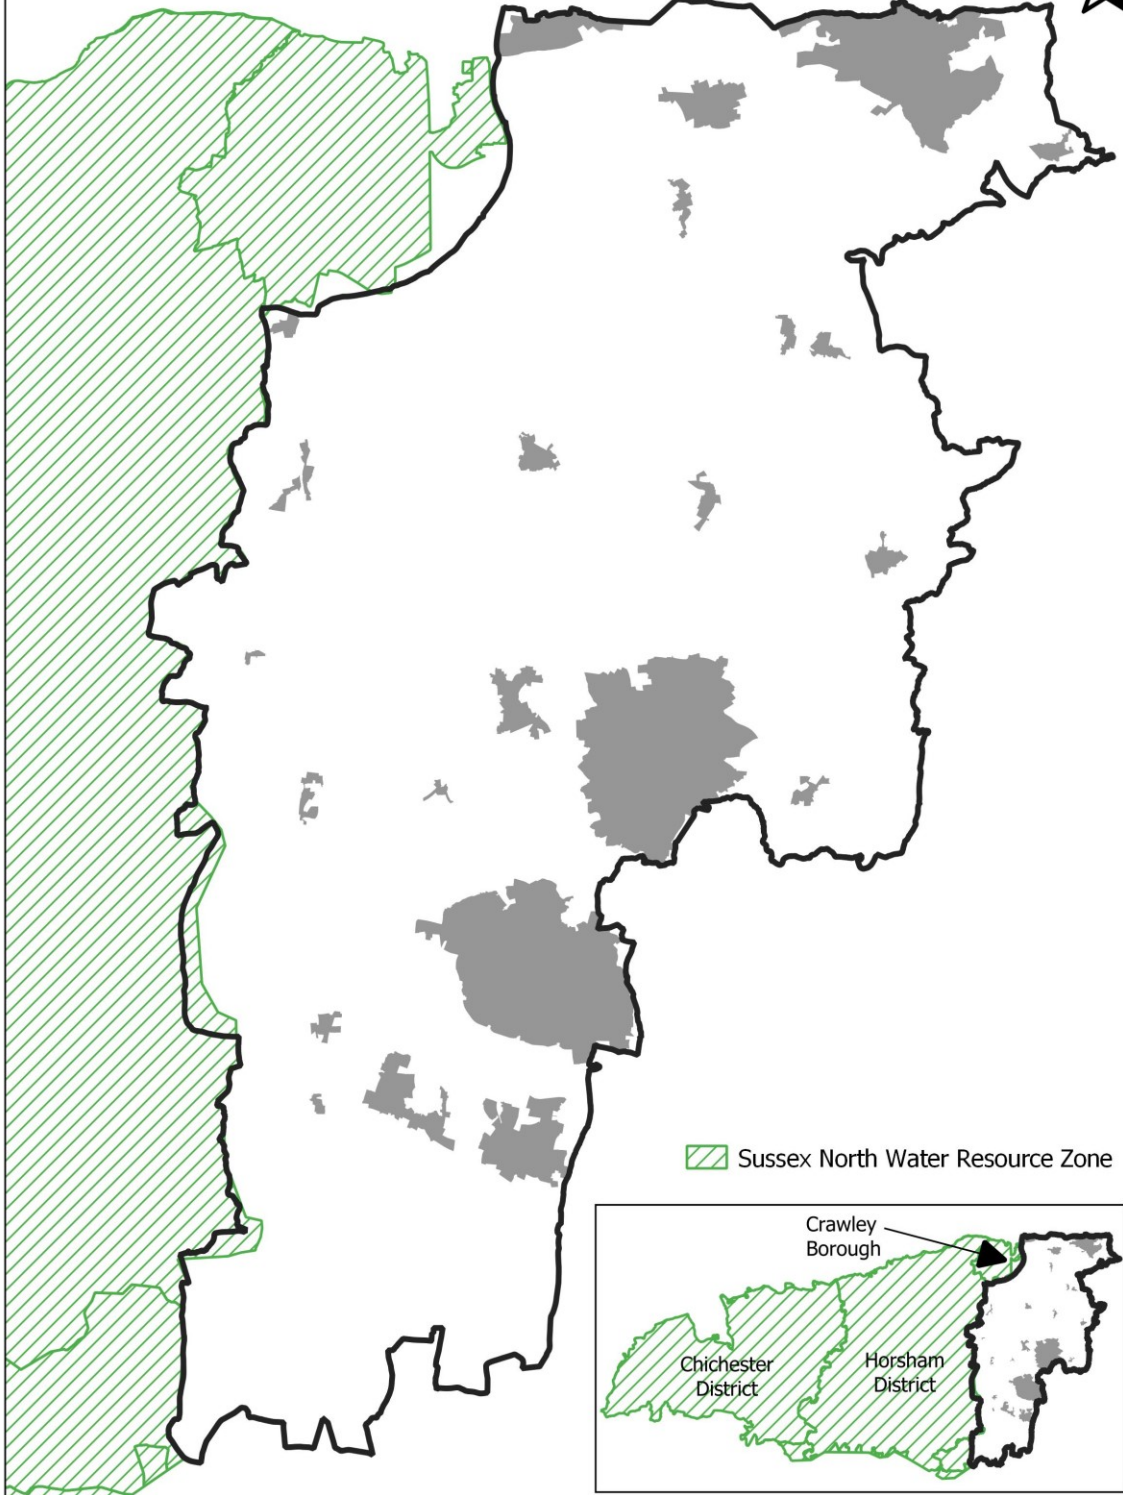 Sussex North Water Resource Zone
Crawley
Borough
Chichester
District
Horsham
District